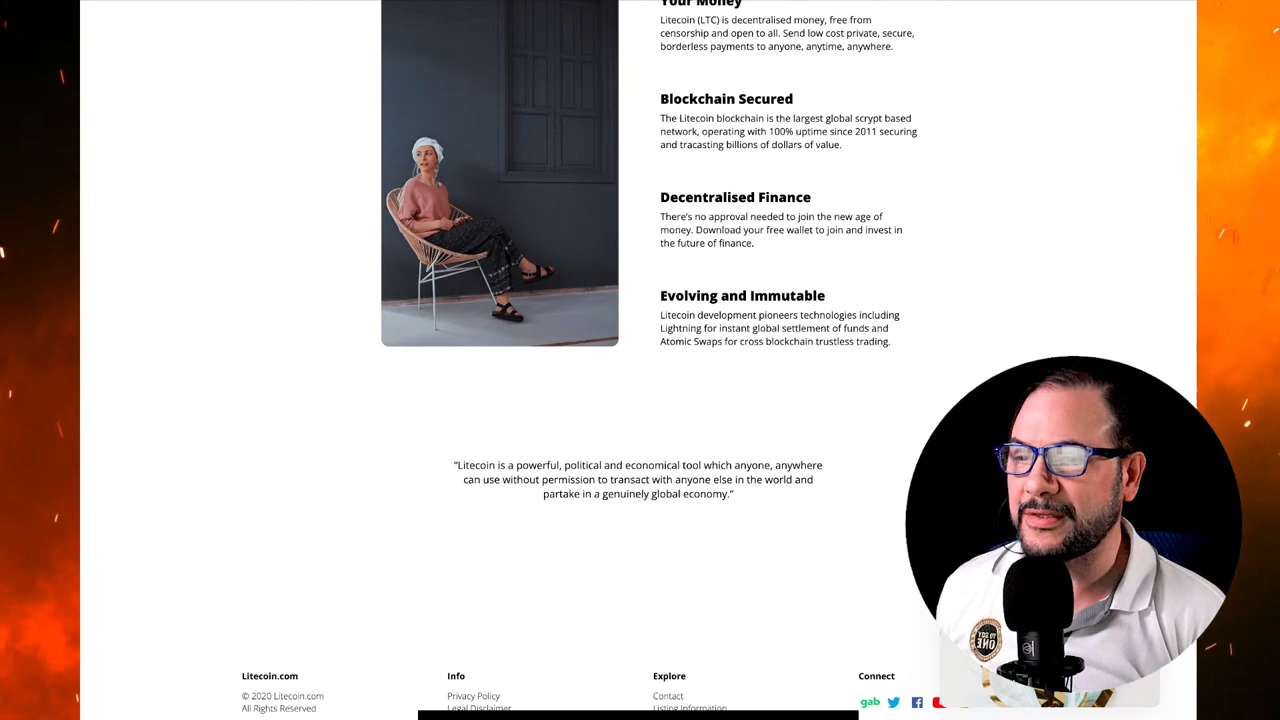 Your Money
Litecoin (LTC) is decentralised money, free from
censorship and open to all. Send low cost private, secure,
borderless payments to anyone, anytime, anywhere.
Blockchain Secured
The Litecoin blockchain is the largest global scrypt based
network, operating with 100% uptime since 2011 securing
and tracasting billions of dollars of value.
Decentralised Finance
There's no approval needed to join the new age of
money. Download your free wallet to join and invest in
the future of finance.
Evolving and Immutable
Litecoin development pioneers technologies including
Lightning for instant global settlement of funds and
Atomic Swaps for cross blockchain trustless trading.
“Litecoin is a powerful, political and economical tool which anyone, anywhere
can use without permission to transact with anyone else in the world and
partake in a genuinely global economy.”
Litecoin.com
© 2020 Litecoin.com
All Rights Reserved
Info
Privacy Policy
Legal Disclaimer
Explore
Contact
Listing Information
Connect
gab